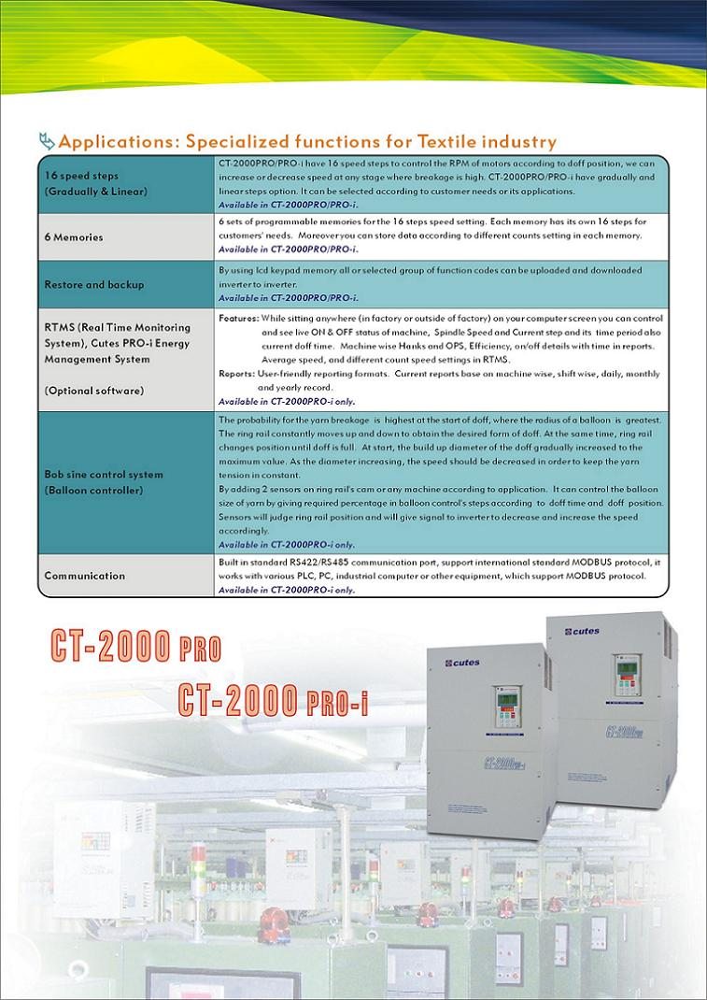 Applications: Specialized functions for Textile industry
16 speed steps
(Gradually & Linear)
CT-2000PRO/PRO-i have 16 speed steps to control the RPM of motors according to doff position, we can
increase or decrease speed at any stage where breakage is high. CT-2000PRO/PRO-i have gradually and
linear steps option. It can be selected according to customer needs or its applications.
Available in CT-2000PRO/PRO-i.
6 Memories
6 sets of programmable memories for the 16 steps speed setting. Each memory has its own 16 steps for
customers' needs. Moreover you can store data according to different counts setting in each memory.
Available in CT-2000PRO/PRO-i.
Restore and backup
By using lcd keypad memory all or selected group of function codes can be uploaded and downloaded
inverter to inverter.
Available in CT-2000PRO/PRO-i.
RTMS (Real Time Monitoring
System), Cutes PRO-i Energy
Management System
(Optional software)
Features: While sitting anywhere (in factory or outside of factory) on your computer screen you can control
and see live ON & OFF status of machine, Spindle Speed and Current step and its time period also
current doff time. Machine wise Hanks and OPS, Efficiency, on/off details with time in reports.
Average speed, and different count speed settings in RTMS.
Reports: User-friendly reporting formats. Current reports base on machine wise, shift wise, daily, monthly
and yearly record.
Available in CT-2000PRO-i only.
Bob sine control system
(Balloon controller)
The probability for the yarn breakage is highest at the start of doff, where the radius of a balloon is greatest.
The ring rail constantly moves up and down to obtain the desired form of doff. At the same time, ring rail
changes position until doff is full. At start, the build up diameter of the doff gradually increased to the
maximum value. As the diameter increasing, the speed should be decreased in order to keep the yarn
tension in constant.
By adding 2 sensors on ring rail's cam or any machine according to application. It can control the balloon
size of yarn by giving required percentage in balloon control's steps according to doff time and doff position.
Sensors will judge ring rail position and will give signal to inverter to decrease and increase the speed
accordingly.
Available in CT-2000PRO-i only.
Communication
Built in standard RS422/RS485 communication port, support international standard MODBUS protocol, it
works with various PLC, PC, industrial computer or other equipment, which support MODBUS protocol.
Available in CT-2000PRO-i only.
CT-2000 PRO
CT-2000 PRO-i
cutes
cutes
CT-2000PRO
CT-2000PRO-i